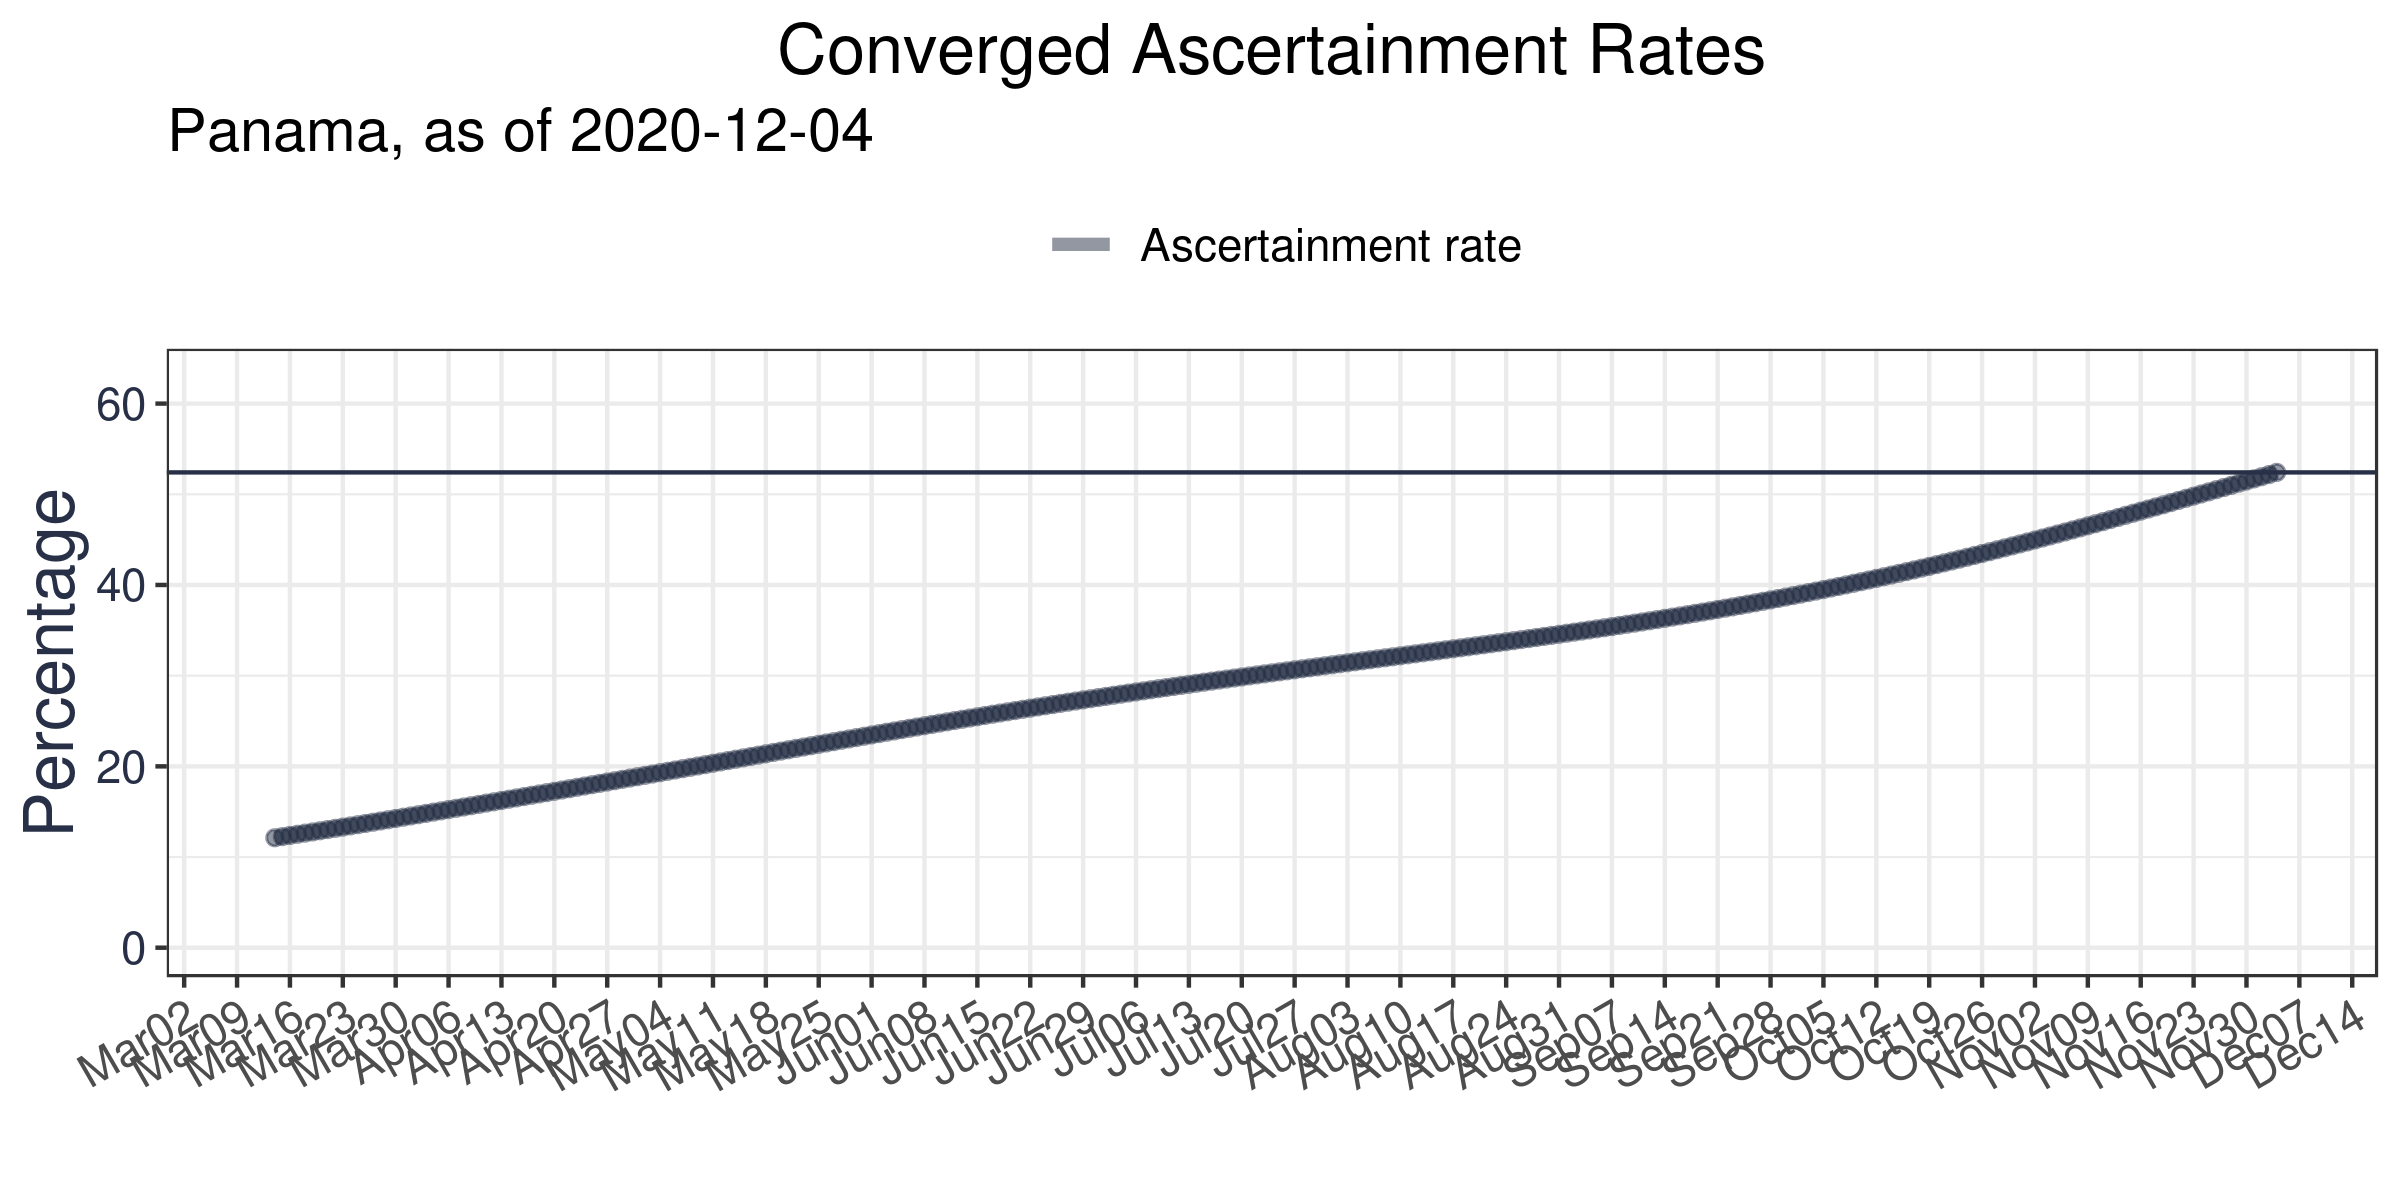 Converged Ascertainment Rates
Panama, as of 2020-12-04
Ascertainment rate
Percentage
60
40
20
0
Mar02 Mar09 Mar16 Mar23 Mar30 Apr06 Apr13 Apr20 Apr27 May04 May11 May18 May25 Jun01 Jun08 Jun15 Jun22 Jun29 Jul06 Jul13 Jul20 Jul27 Aug03 Aug10 Aug17 Aug24 Aug31 Sep07 Sep14 Sep21 Sep28 Oct05 Oct12 Oct19 Oct26 Nov02 Nov09 Nov16 Nov23 Nov30 Dec07 Dec14